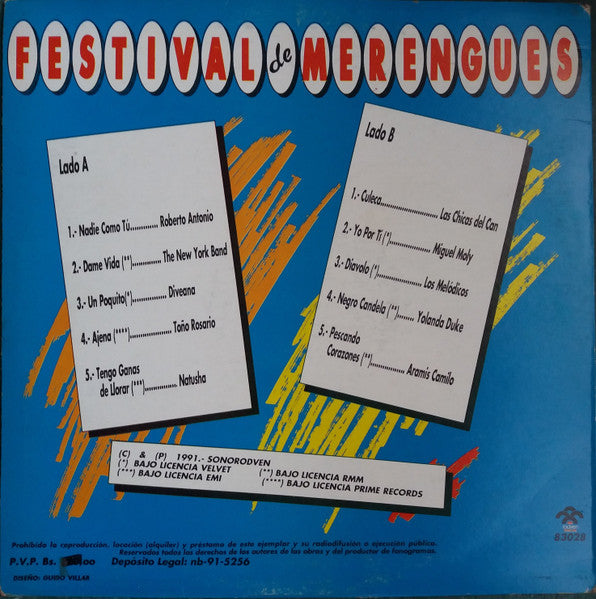 FESTIVAL de MERENGUES
Lado A
1.- Nadie Como Tú............ Roberto Antonio
2.- Dame Vida (**)............. The New York Band
3.- Un Poquito(*)............... Diveana
4.- Ajena (****)................. Toño Rosario
5.- Tengo Ganas
de Llorar (***)............. Natusha
Lado B
1.- Culeca......................... Las Chicas del Can
2.- Yo Por Ti (*)................... Miguel Moly
3.- Diavolo (*)................... Los Melódicos
4.- Negro Candela (**)....... Yolanda Duke
5.- Pescando
Corazones (**)............... Aramis Camilo
(C) & (P) 1991.- SONORODVEN
(*) BAJO LICENCIA VELVET (**) BAJO LICENCIA RMM
(***) BAJO LICENCIA EMI (****) BAJO LICENCIA PRIME RECORDS
Prohibida la reproducción, locación (alquiler) y préstamo de este ejemplar y su radiodifusión o ejecución pública.
Reservados todos los derechos de los autores de las obras y del productor de fonogramas.
P.V.P. Bs. Depósito Legal: nb-91-5256
83028
DISEÑO: GUIDO VILLAR